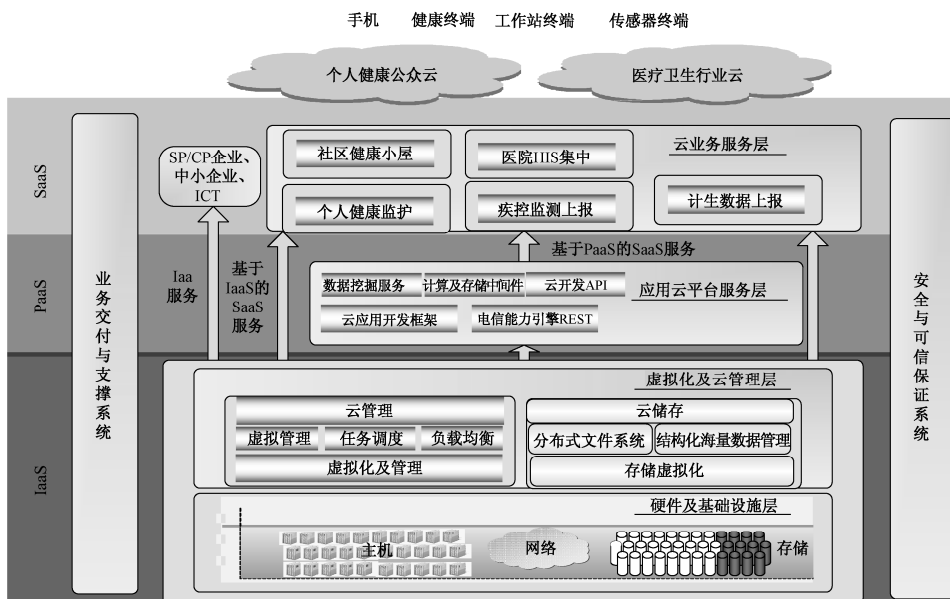 手机 健康终端 工作站终端 传感器终端
个人健康公众云 医疗卫生行业云
SaaS
SP/CP企业、
中小企业、
ICT
社区健康小屋
医院IIIS集中
云业务服务层
个人健康监护
疾控监测上报
计生数据上报
PaaS
Iaa
服务
基于
IaaS的
SaaS
服务
基于PaaS的SaaS服务
数据挖掘服务 计算及存储中间件 云开发API
应用云平台服务层
云应用开发框架 电信能力引擎REST
业务交付与支撑系统
安全与可信保证系统
IaaS
虚拟化及云管理层
云管理
虚拟管理 任务调度 负载均衡
虚拟化及管理
云储存
分布式文件系统 结构化海量数据管理
存储虚拟化
硬件及基础设施层
主机 网络 存储